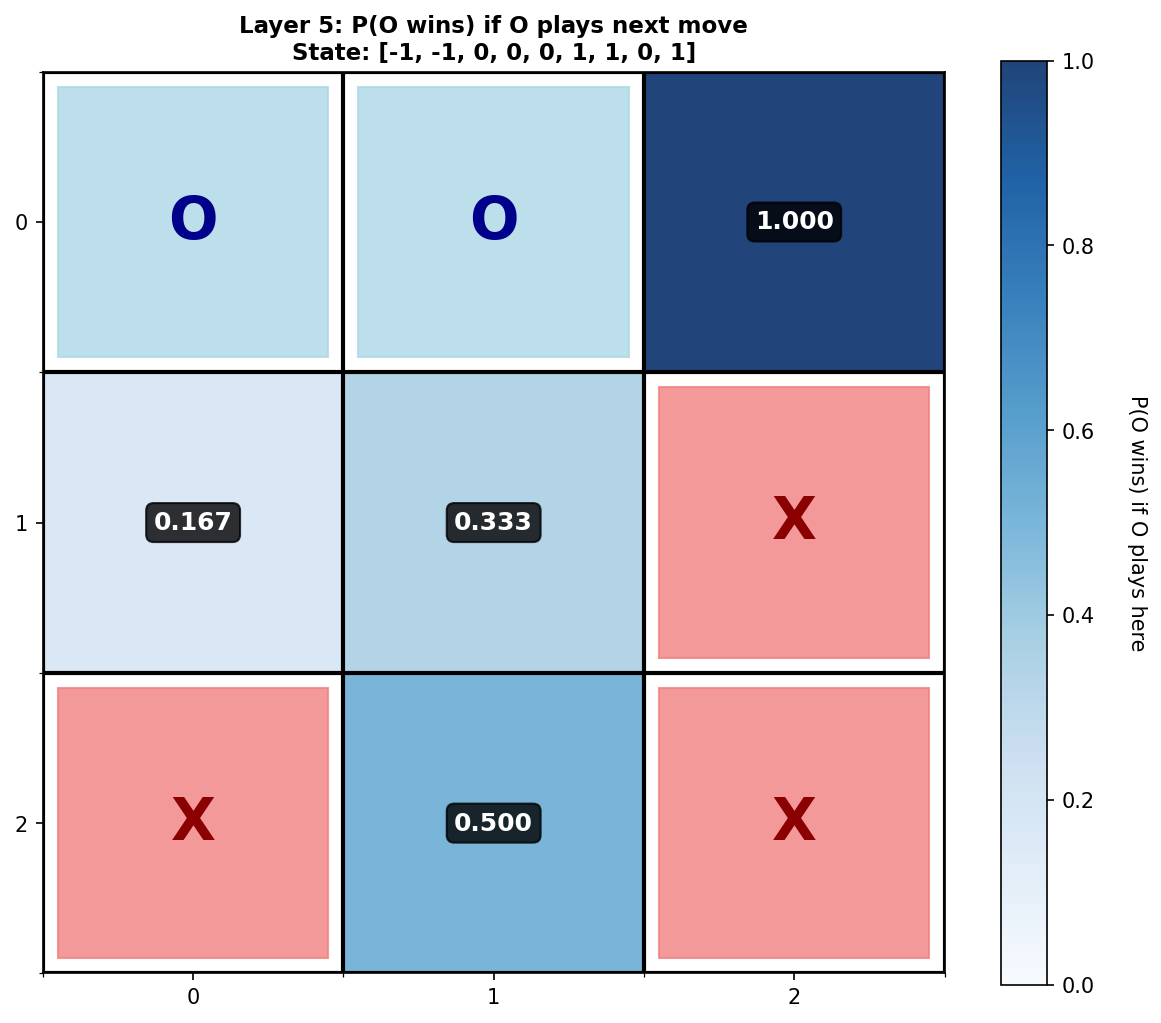 Layer 5: P(O wins) if O plays next move
State: [-1, -1, 0, 0, 0, 1, 1, 0, 1]
0
O
O
1.000
1
0.167
0.333
X
2
X
0.500
X
0
1
2
1.0
0.8
0.6
0.4
0.2
0.0
P(O wins) if O plays here